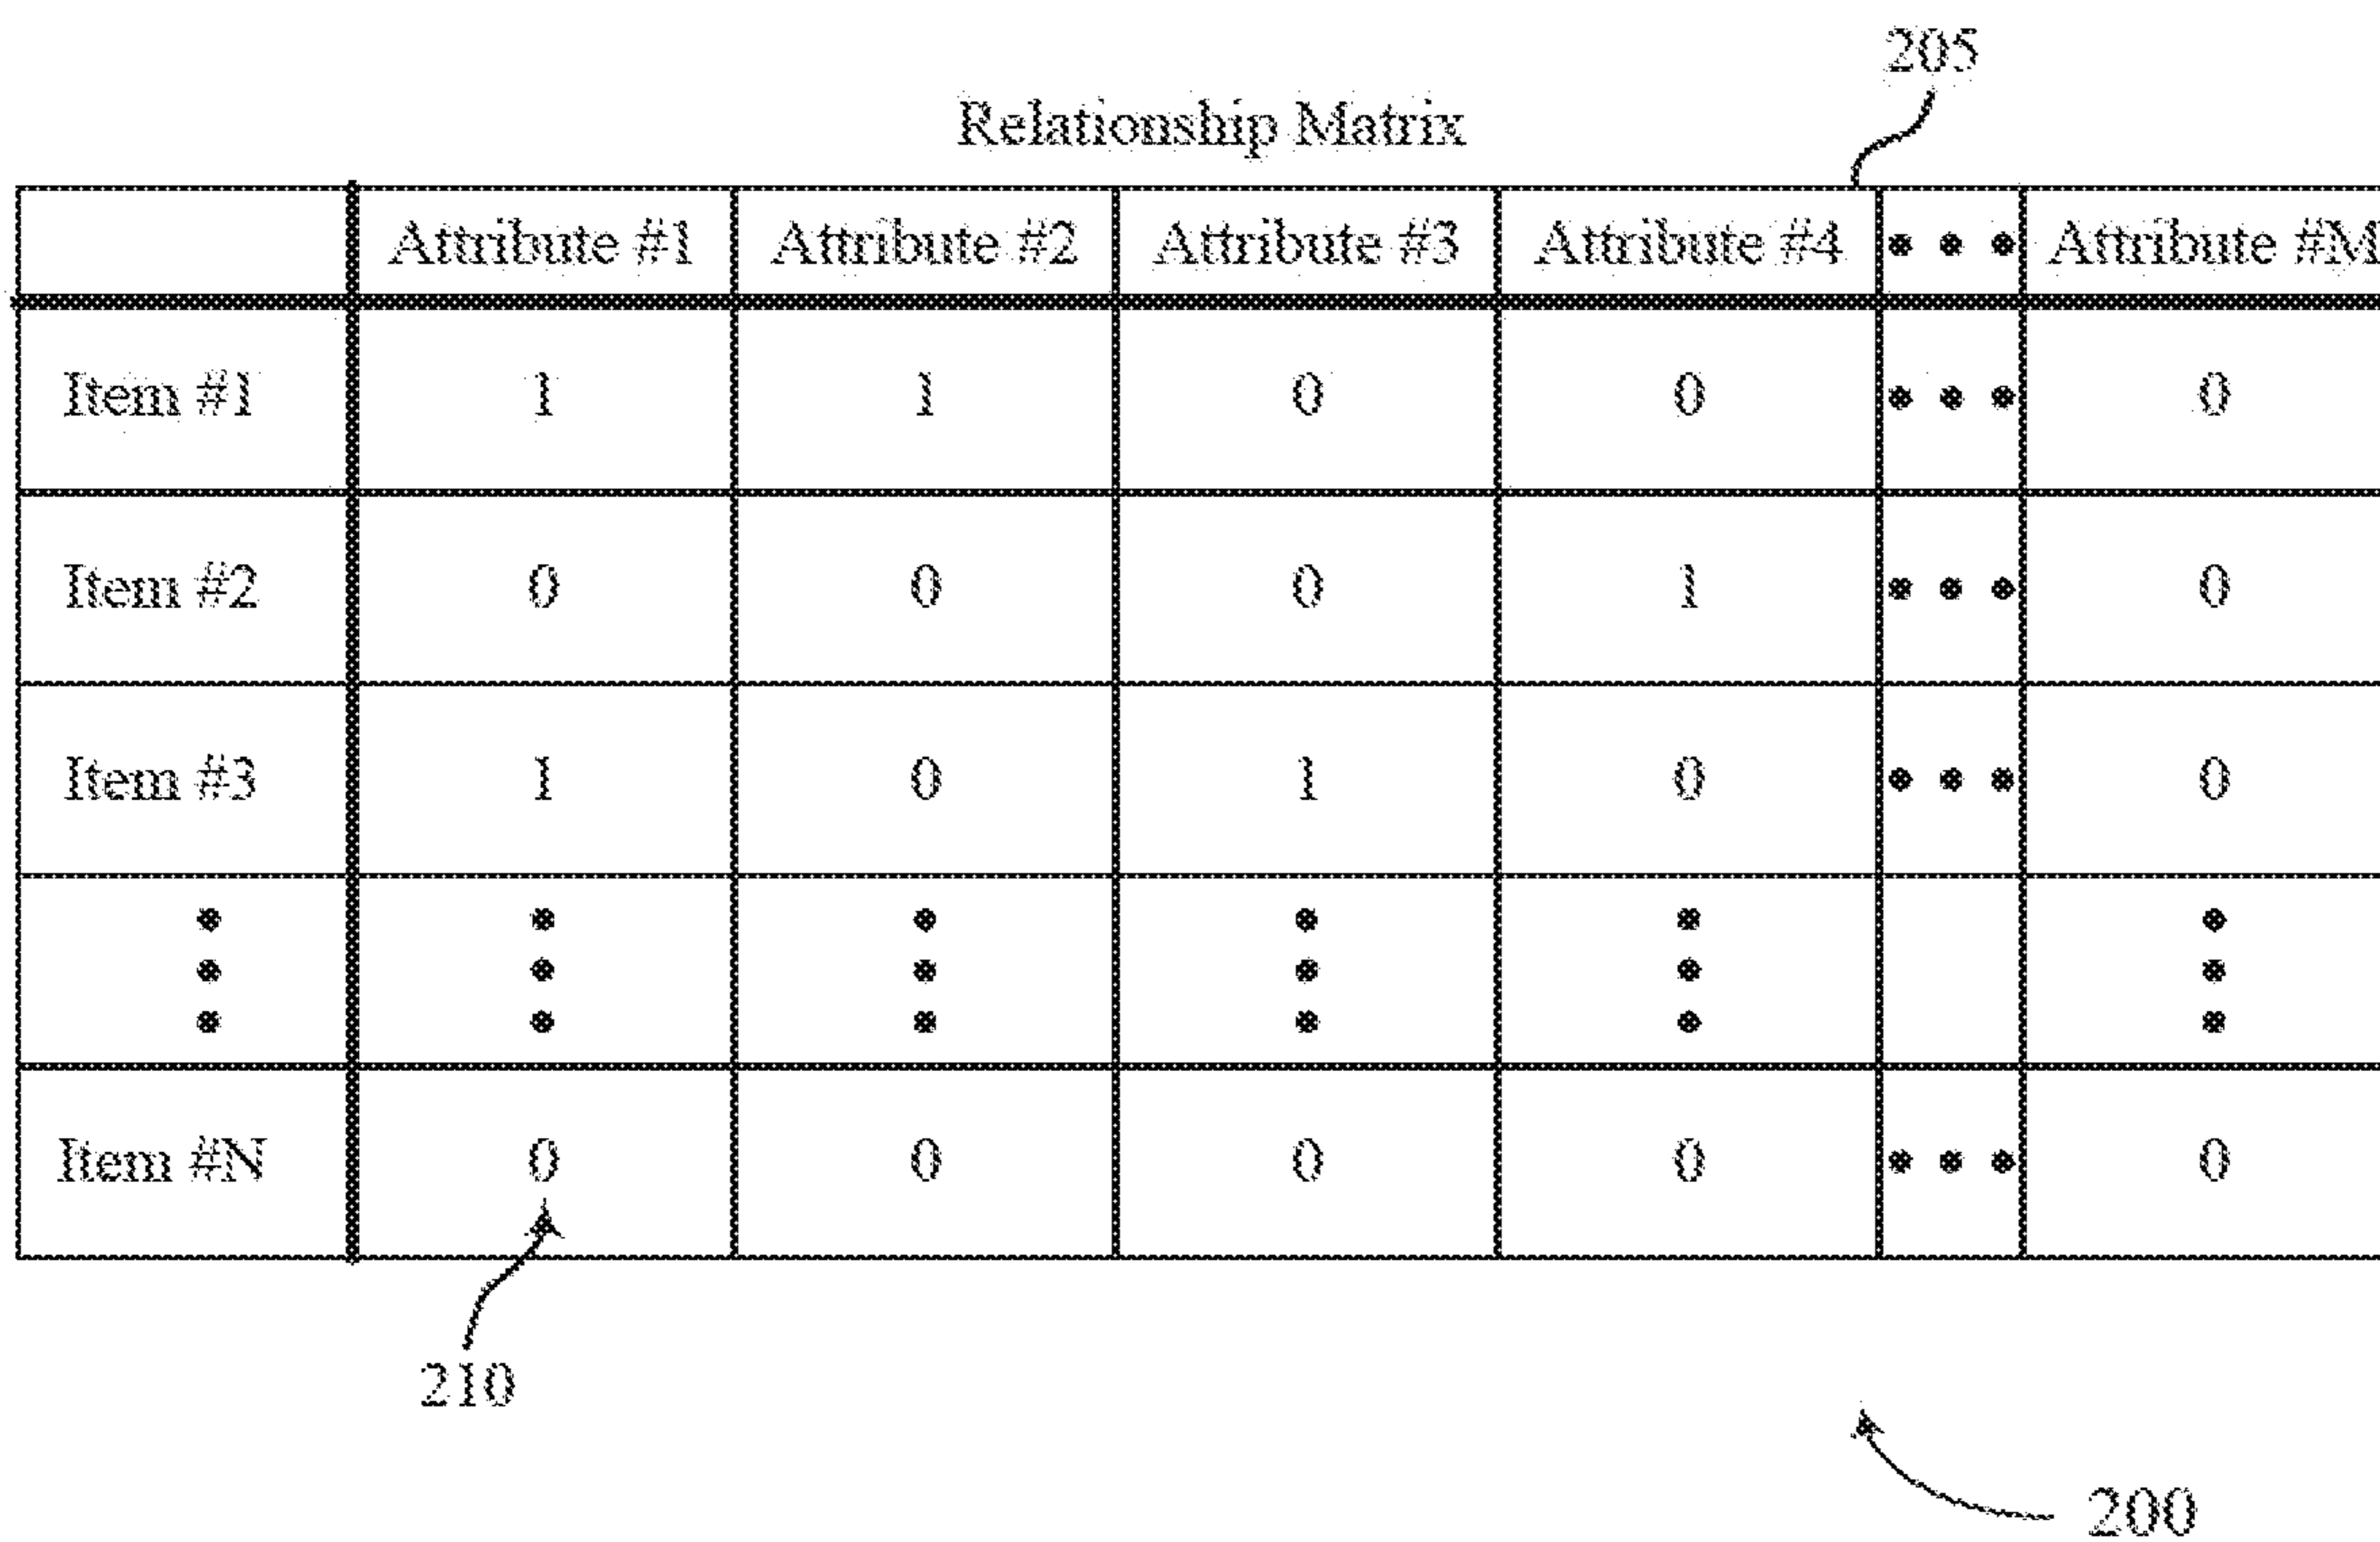 205
Relationship Matrix
Attribute #1 Attribute #2 Attribute #3 Attribute #4 • • • Attribute #M
Item #1 1 1 0 0 • • • 0
Item #2 0 0 0 1 • • • 0
Item #3 1 0 1 0 • • • 0
Item #N 0 0 0 0 • • • 0
210
200